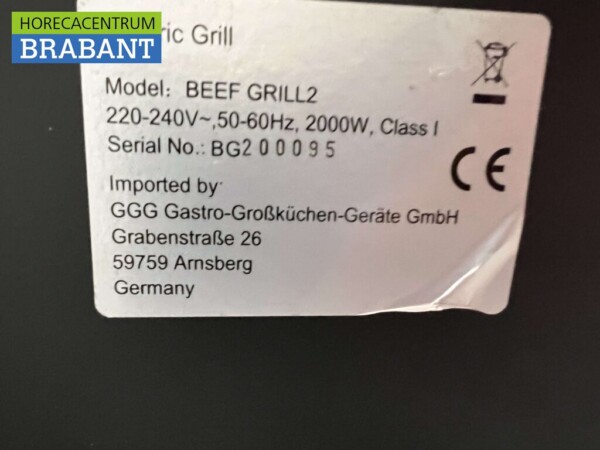 HORECACENTRUM
BRABANT
Grill
Model: BEEF GRILL2
220-240V~,50-60Hz, 2000W, Class I
Serial No.: BG200095
Imported by:
GGG Gastro-Großküchen-Geräte GmbH
Grabenstraße 26
59759 Arnsberg
Germany
CE